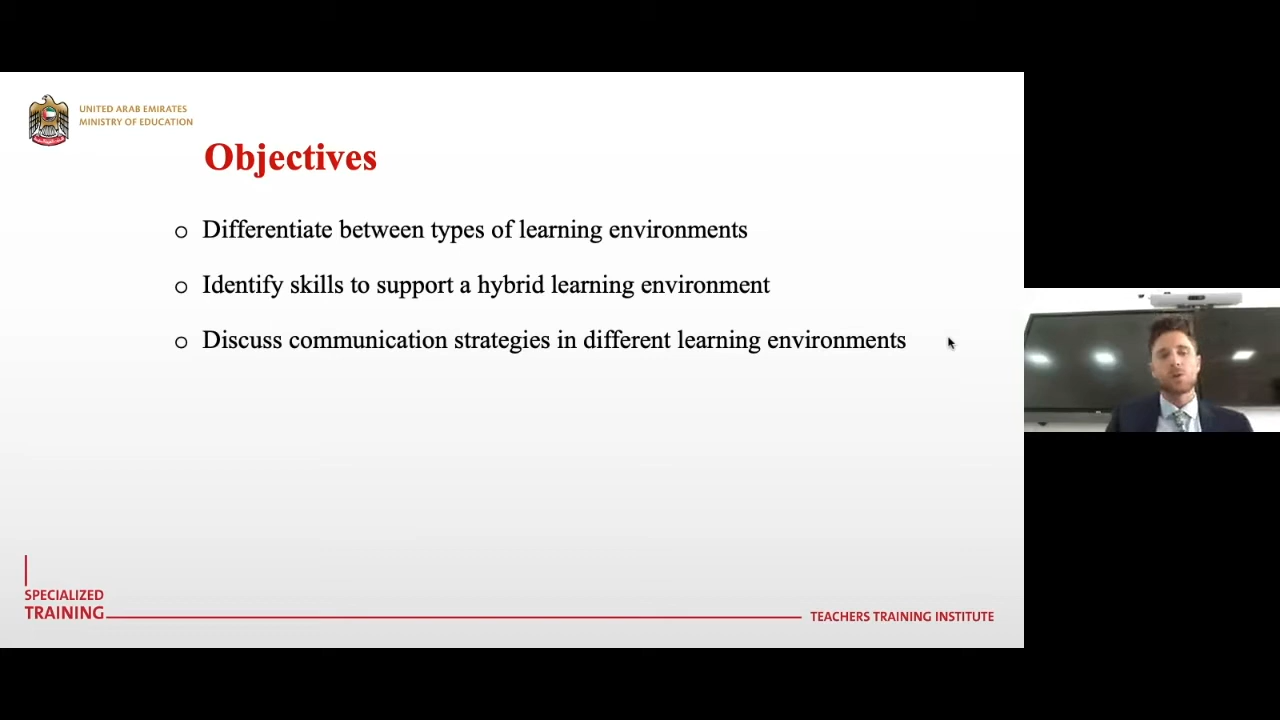 UNITED ARAB EMIRATES
MINISTRY OF EDUCATION
Objectives
Differentiate between types of learning environments
Identify skills to support a hybrid learning environment
Discuss communication strategies in different learning environments
SPECIALIZED
TRAINING
TEACHERS TRAINING INSTITUTE